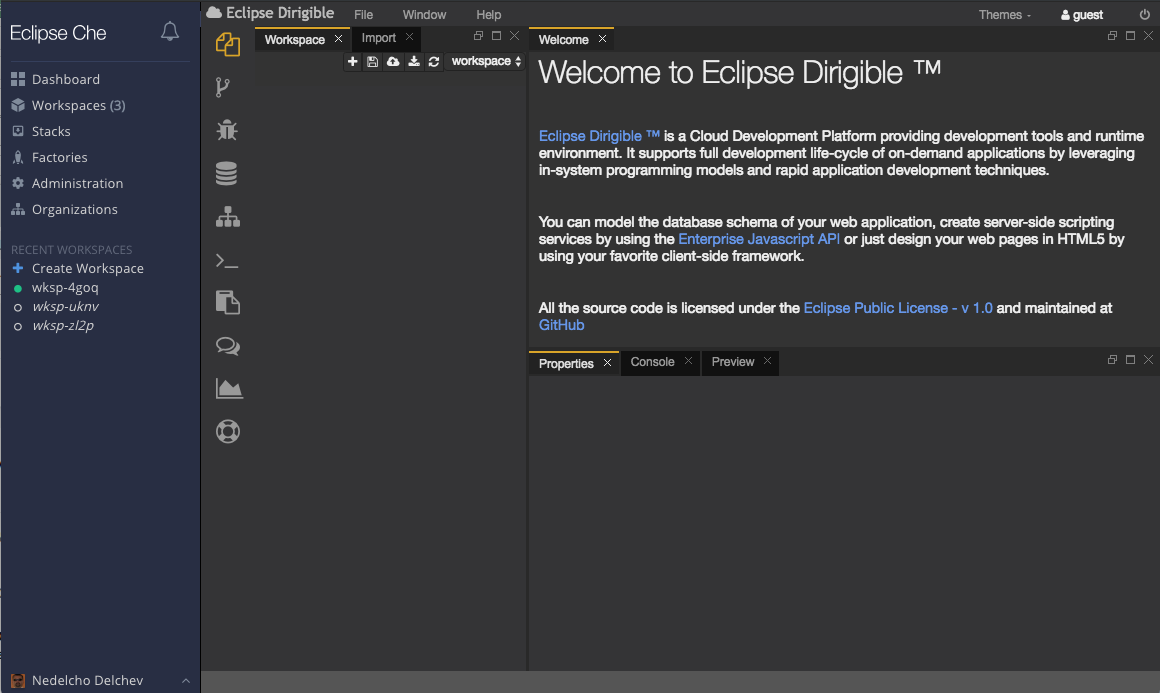 Eclipse Che
Dashboard
Workspaces (3)
Stacks
Factories
Administration
Organizations
RECENT WORKSPACES
Create Workspace
wksp-4goq
wksp-uknv
wksp-zl2p
Nedelcho Delchev
Eclipse Dirigible File Window Help Themes guest
Workspace Import
workspace
Welcome
Welcome to Eclipse Dirigible ™
Eclipse Dirigible ™ is a Cloud Development Platform providing development tools and runtime
environment. It supports full development life-cycle of on-demand applications by leveraging
in-system programming models and rapid application development techniques.
You can model the database schema of your web application, create server-side scripting
services by using the Enterprise Javascript API or just design your web pages in HTML5 by
using your favorite client-side framework.
All the source code is licensed under the Eclipse Public License - v 1.0 and maintained at
GitHub
Properties Console Preview